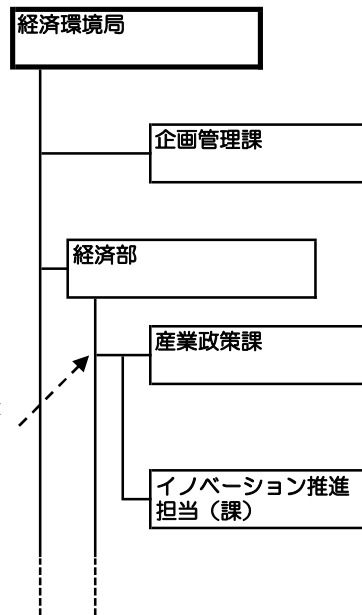 経済環境局
企画管理課
経済部
産業政策課
イノベーション推進
担当（課）